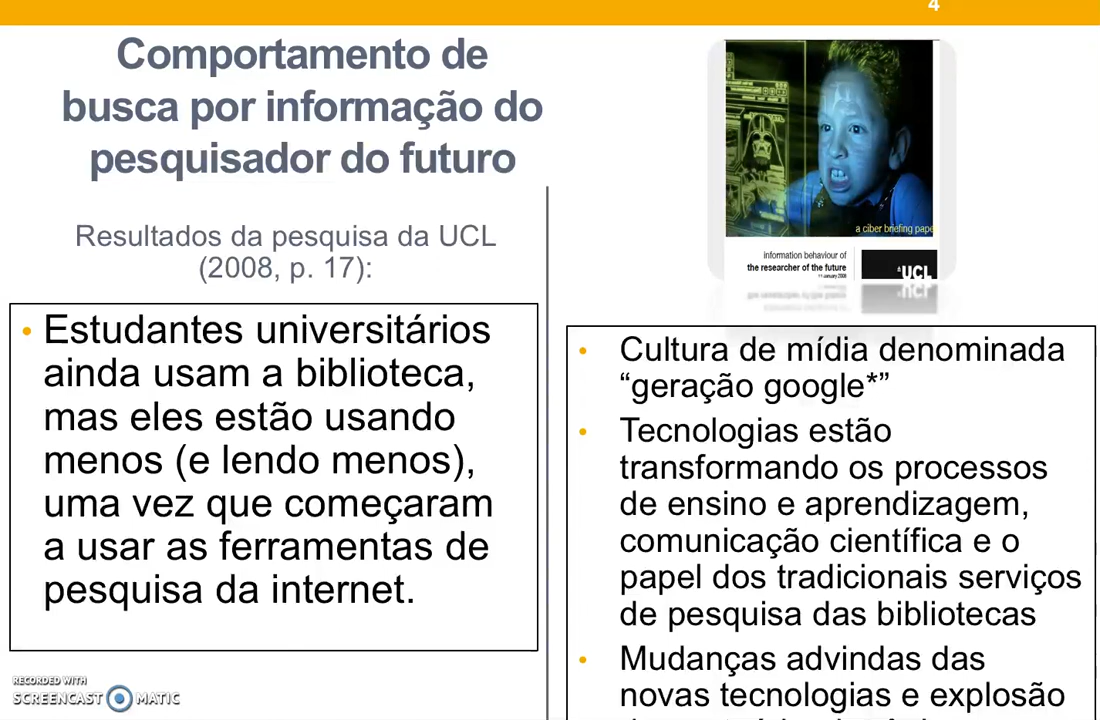 4
Comportamento de
busca por informação do
pesquisador do futuro
Resultados da pesquisa da UCL
(2008, p. 17):
• Estudantes universitários
ainda usam a biblioteca,
mas eles estão usando
menos (e lendo menos),
uma vez que começaram
a usar as ferramentas de
pesquisa da internet.
a ciber briefing pape
information behaviour of
the researcher of the future
UCL
• Cultura de mídia denominada
“geração google*”
• Tecnologias estão
transformando os processos
de ensino e aprendizagem,
comunicação científica e o
papel dos tradicionais serviços
de pesquisa das bibliotecas
• Mudanças advindas das
novas tecnologias e explosão
RECORDED WITH
SCREENCAST MATIC